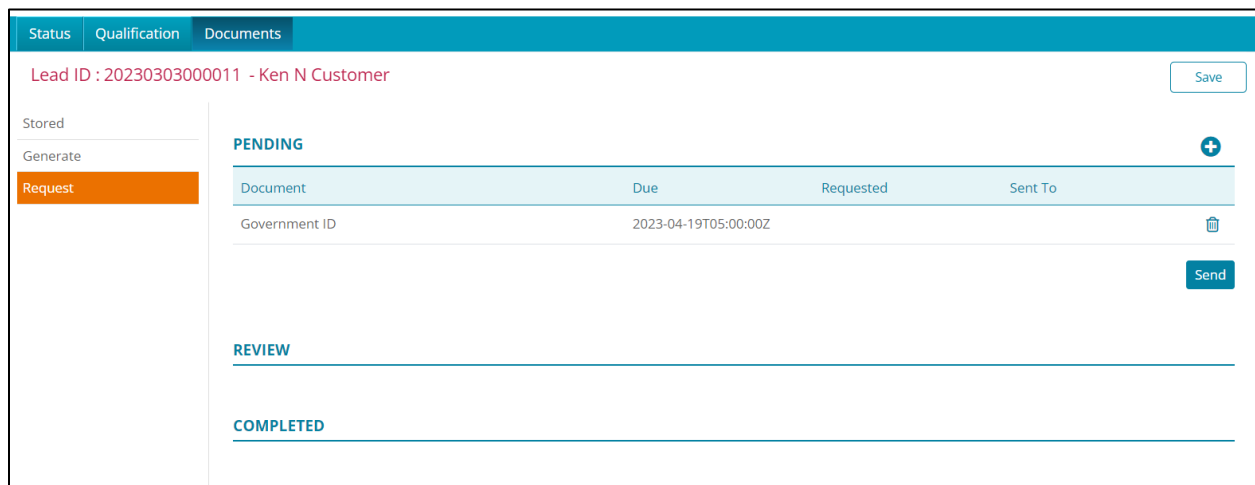 Status Qualification Documents
Lead ID : 20230303000011 - Ken N Customer
Save
Stored
Generate
Request
PENDING
Document Due Requested Sent To
Government ID 2023-04-19T05:00:00Z
Send
REVIEW
COMPLETED